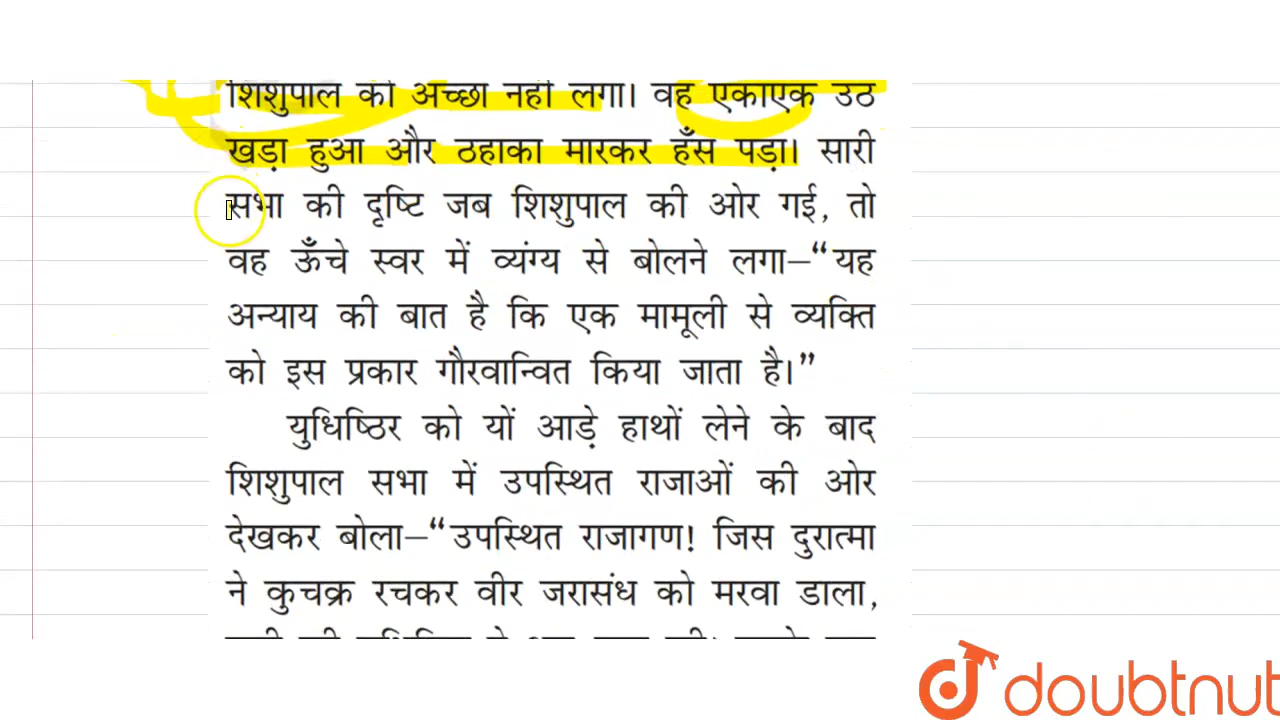 शिशुपाल को अच्छा नहीं लगा। वह एकाएक उठ
खड़ा हुआ और ठहाका मारकर हँस पड़ा। सारी
सभा की दृष्टि जब शिशुपाल की ओर गई, तो
वह ऊँचे स्वर में व्यंग्य से बोलने लगा–“यह
अन्याय की बात है कि एक मामूली से व्यक्ति
को इस प्रकार गौरवान्वित किया जाता है।”
युधिष्ठिर को यों आड़े हाथों लेने के बाद
शिशुपाल सभा में उपस्थित राजाओं की ओर
देखकर बोला–“उपस्थित राजागण! जिस दुरात्मा
ने कुचक्र रचकर वीर जरासंध को मरवा डाला,
doubtnut